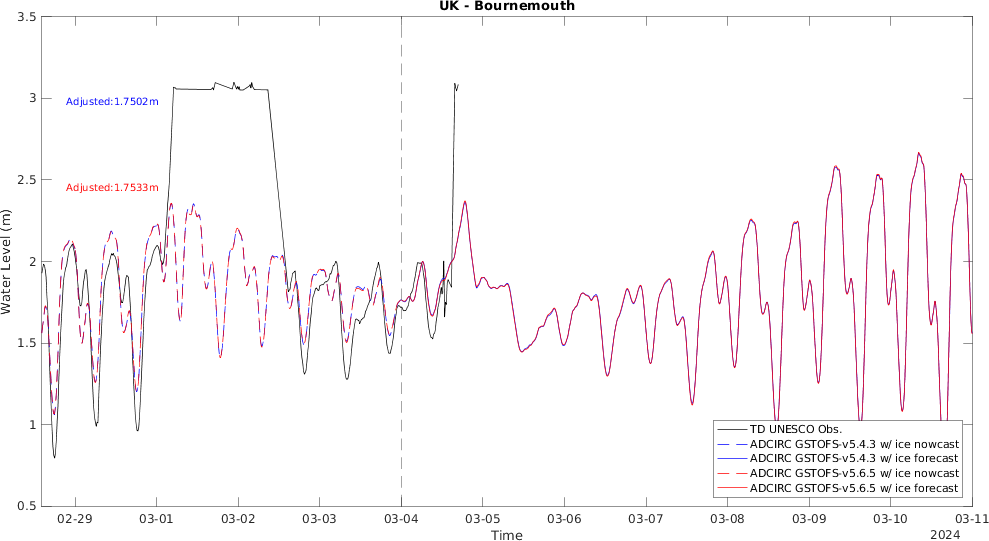 UK - Bournemouth
3.5
3
2.5
2
1.5
1
0.5
Water Level (m)
Adjusted:1.7502m
Adjusted:1.7533m
TD UNESCO Obs.
ADCIRC GSTOFS-v5.4.3 w/ ice nowcast
ADCIRC GSTOFS-v5.4.3 w/ ice forecast
ADCIRC GSTOFS-v5.6.5 w/ ice nowcast
ADCIRC GSTOFS-v5.6.5 w/ ice forecast
02-29 03-01 03-02 03-03 03-04 03-05 03-06 03-07 03-08 03-09 03-10 03-11
Time
2024